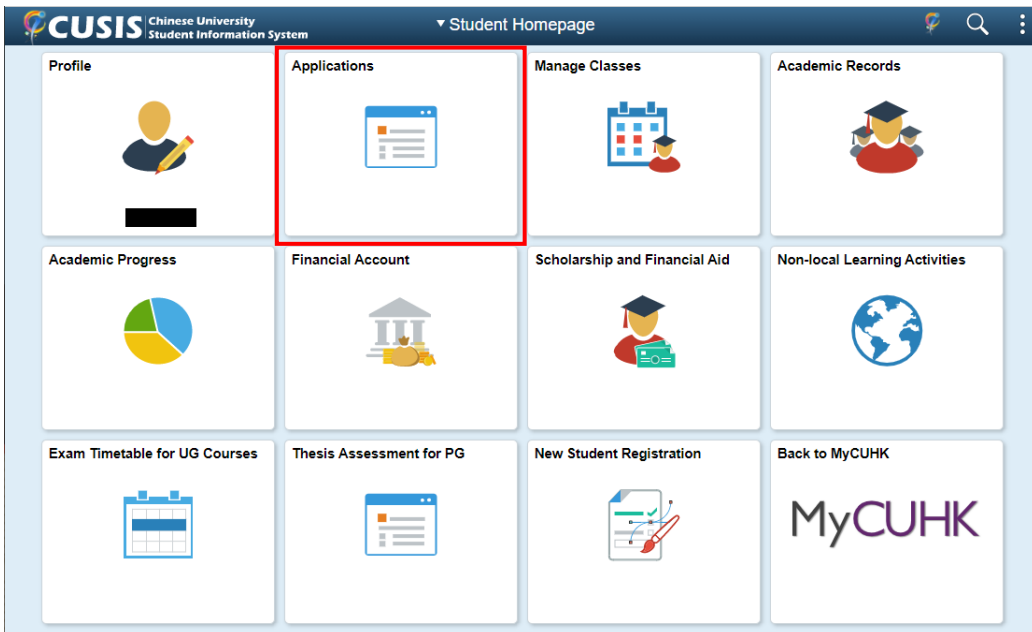 CUSIS Chinese University
Student Information System
Student Homepage
Profile
Applications
Manage Classes
Academic Records
Academic Progress
Financial Account
Scholarship and Financial Aid
Non-local Learning Activities
Exam Timetable for UG Courses
Thesis Assessment for PG
New Student Registration
Back to MyCUHK
MyCUHK